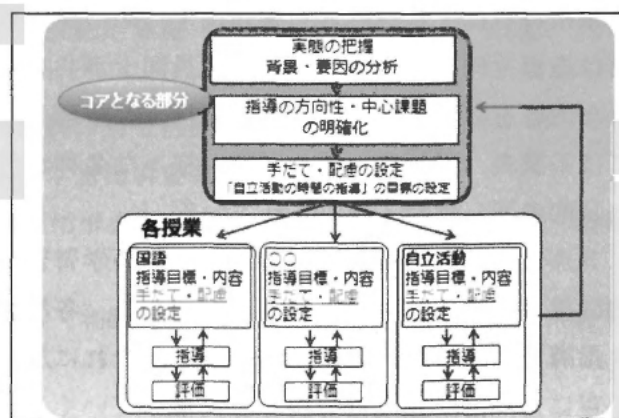 実態の把握
背景・要因の分析
コアとなる部分
指導の方向性・中心課題
の明確化
手だて・配慮の設定
「自立活動の時間の指導」の目標の設定
各授業
国語
指導目標・内容
手だて・配慮
の設定
指導
評価
○○
指導目標・内容
手だて・配慮
の設定
指導
評価
自立活動
指導目標・内容
手だて・配慮
の設定
指導
評価